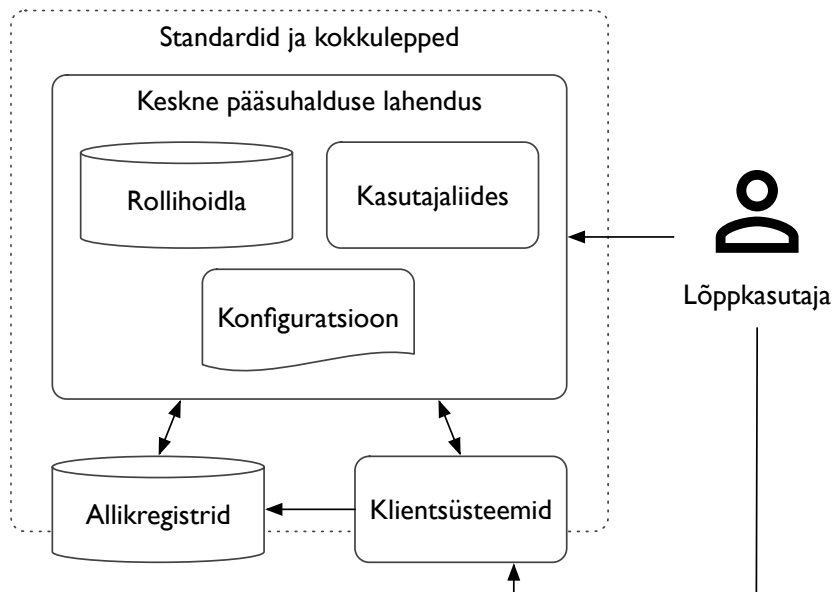 Standardid ja kokkulepped
Keskne pääsuhalduse lahendus
Rollihoidla
Kasutajaliides
Konfiguratsioon
Lõppkasutaja
Allikregistrid
Klientsüsteemid